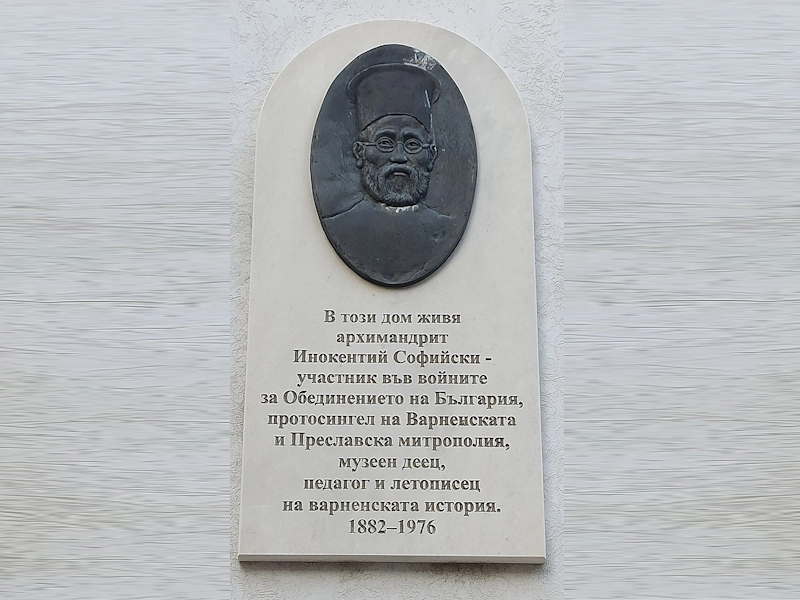 В този дом живя
архимандрит
Инокентий Софийски -
участник във войните
за Обединението на България,
протосингел на Варненската
и Преславска митрополия,
музеен деец,
педагог и летописец
на варненската история.
1882–1976